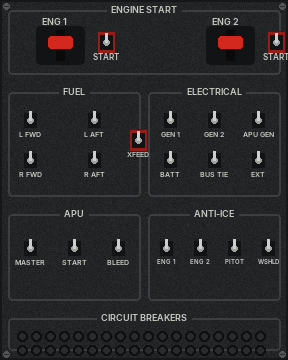 ENGINE START
ENG 1
ENG 2
START
START
FUEL
ELECTRICAL
L FWD
L AFT
GEN 1
GEN 2
APU GEN
XFEED
R FWD
R AFT
BATT
BUS TIE
EXT
APU
ANTI-ICE
MASTER
START
BLEED
ENG 1
ENG 2
PITOT
WSHLD
CIRCUIT BREAKERS